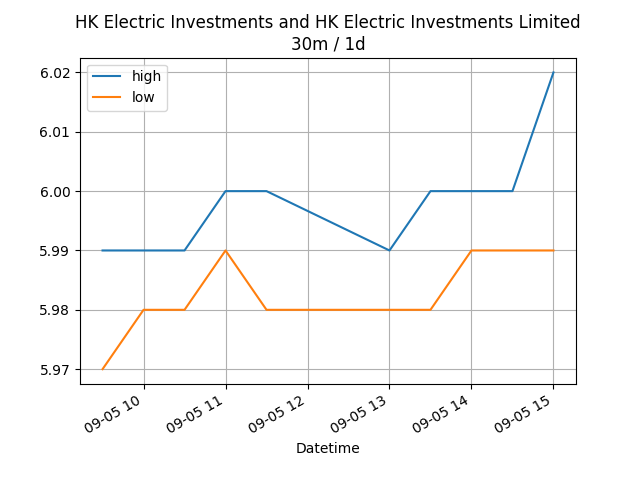 HK Electric Investments and HK Electric Investments Limited
30m / 1d
6.02
6.01
6.00
5.99
5.98
5.97
high
low
09-05 10
09-05 11
09-05 12
09-05 13
09-05 14
09-05 15
Datetime